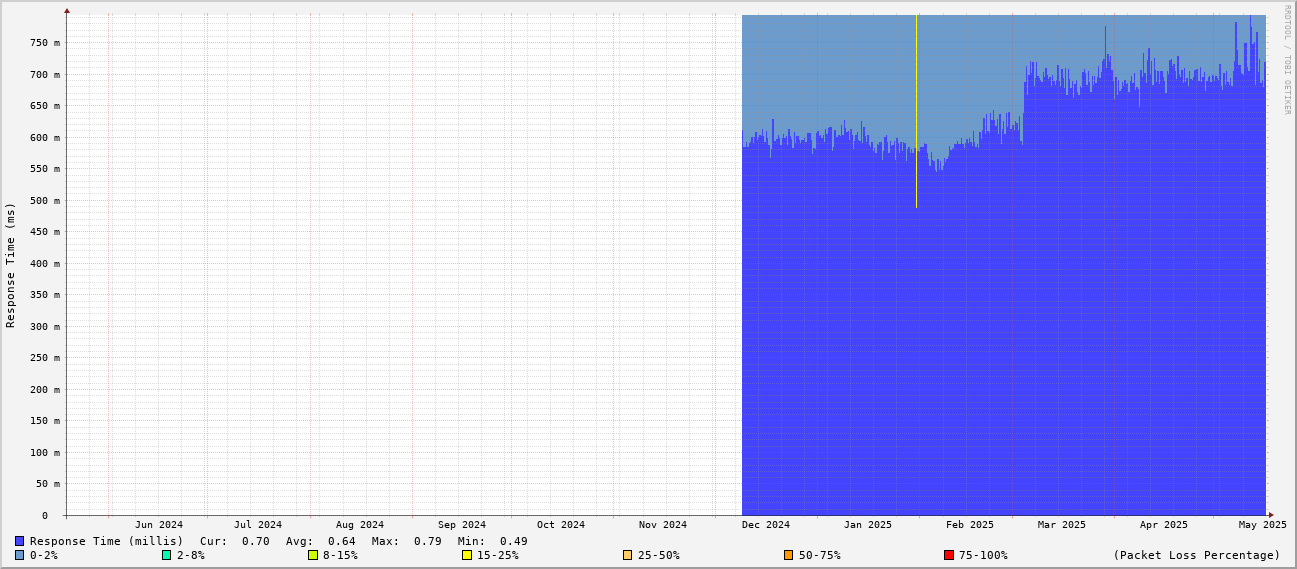 RRDTOOL / TOBI OETIKER
Response Time (ms)
750 m
700 m
650 m
600 m
550 m
500 m
450 m
400 m
350 m
300 m
250 m
200 m
150 m
100 m
50 m
0
Jun 2024 Jul 2024 Aug 2024 Sep 2024 Oct 2024 Nov 2024 Dec 2024 Jan 2025 Feb 2025 Mar 2025 Apr 2025 May 2025
Response Time (millis) Cur: 0.70 Avg: 0.64 Max: 0.79 Min: 0.49
0-2% 2-8% 8-15% 15-25% 25-50% 50-75% 75-100% (Packet Loss Percentage)